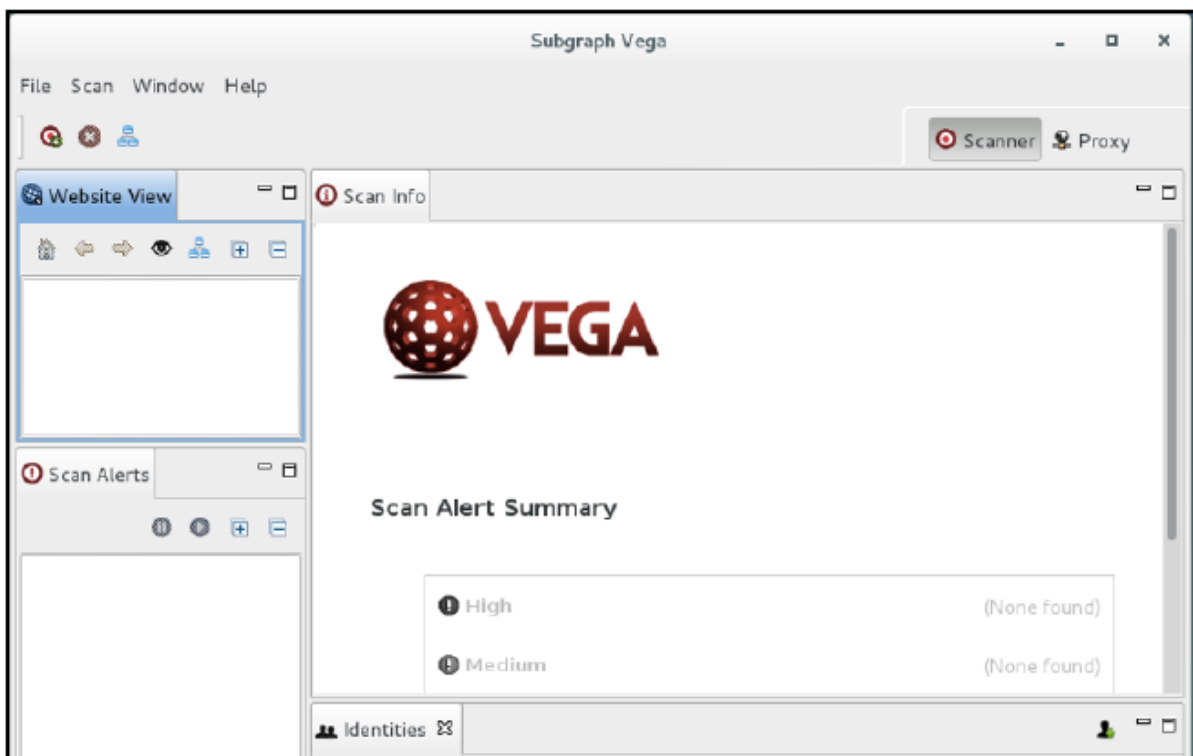 Subgraph Vega
File Scan Window Help
Scanner Proxy
Website View
Scan Info
VEGA
Scan Alerts
Scan Alert Summary
High (None found)
Medium (None found)
Identities